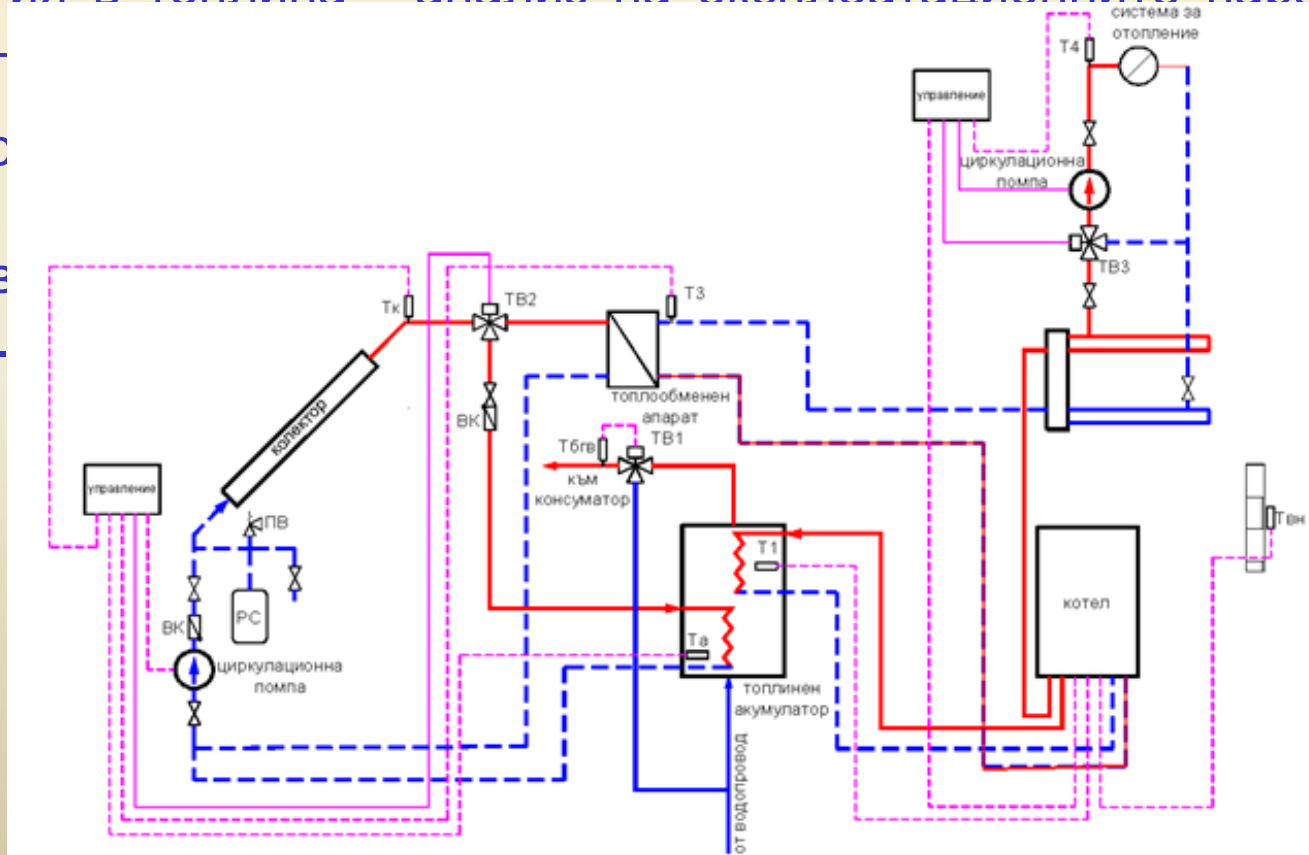 система за
отопление
T4
управление
циркулационна
помпа
ТВ3
Тк
ТВ2
Т3
топлообменен
апарат
ВК
колектор
Тбгв
ТВ1
към
консуматор
управление
ПВ
Твн
Т1
котел
РС
ВК
Та
циркулационна
помпа
топлинен
акумулатор
от водопровод